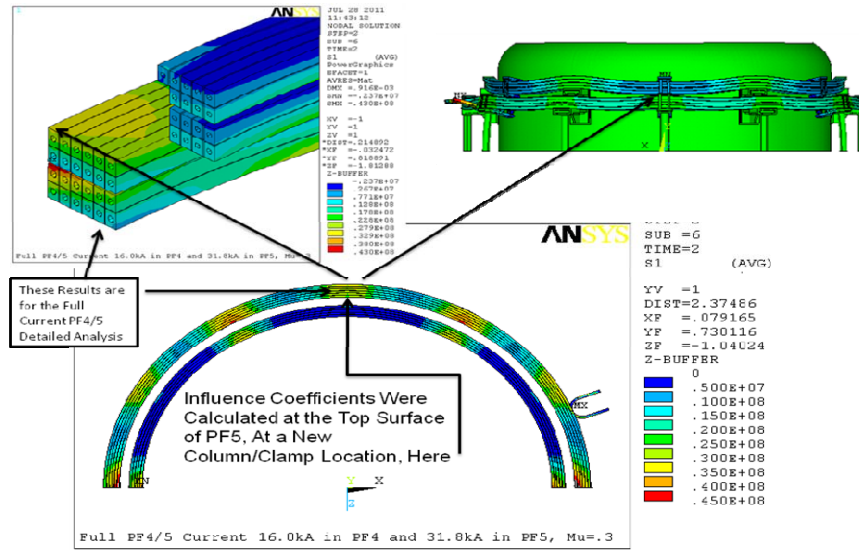 1
ANSYS
JUL 28 2011
11:43:12
NODAL SOLUTION
STEP=2
SUB =6
TIME=2
S1 (AVG)
PowerGraphics
EFACET=1
AVRES=Mat
DMX =.916E-03
SMN =-.237E+07
SMX =.430E+08
XV =-1
YV =1
ZV =1
*DIST=.214892
*XF =-.032472
*YF =.818891
*ZF =-1.81288
Z-BUFFER
-.237E+07
.267E+07
.771E+07
.128E+08
.178E+08
.228E+08
.279E+08
.329E+08
.380E+08
.430E+08
Full PF4/5 Current 16.0kA in PF4 and 31.8kA in PF5, Mu=.3
MN
X
These Results are
for the Full
Current PF4/5
Detailed Analysis
ANSYS
SUB =6
TIME=2
S1 (AVG)
YV =1
DIST=2.37486
XF =.079165
YF =.730116
ZF =-1.04024
Z-BUFFER
0
.500E+07
.100E+08
.150E+08
.200E+08
.250E+08
.300E+08
.350E+08
.400E+08
.450E+08
MX
Influence Coefficients Were
Calculated at the Top Surface
of PF5, At a New
Column/Clamp Location, Here
Y X
Z
Full PF4/5 Current 16.0kA in PF4 and 31.8kA in PF5, Mu=.3